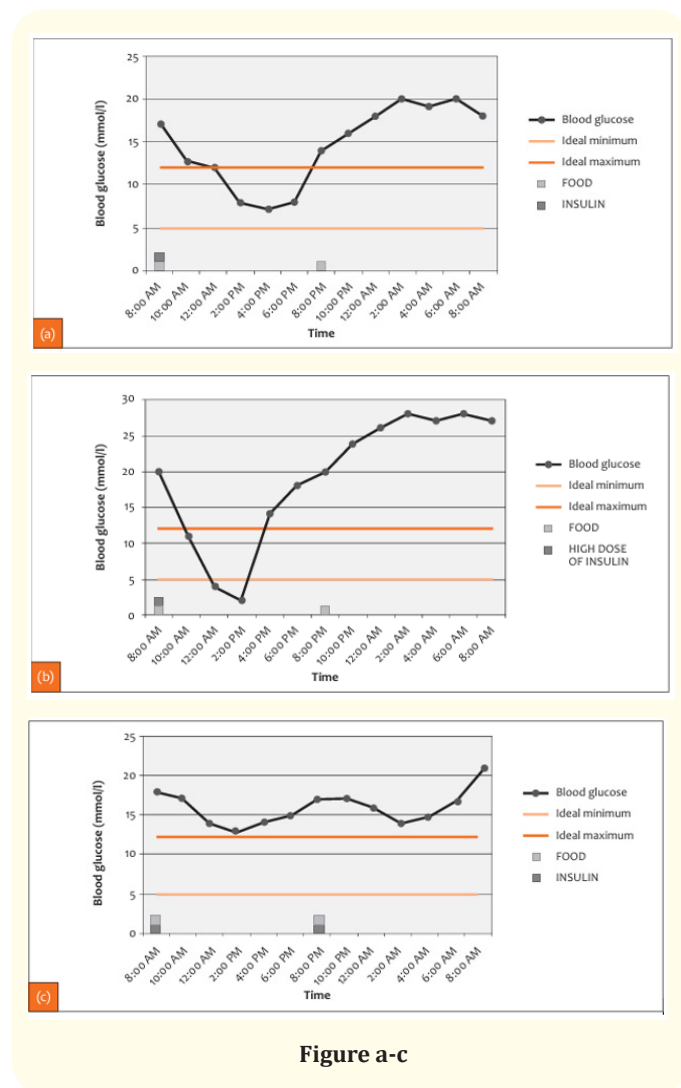 25
20
15
10
5
0
Blood glucose (mmol/l)
8:00 AM
10:00 AM
12:00 AM
2:00 PM
4:00 PM
6:00 PM
8:00 PM
10:00 PM
12:00 AM
2:00 AM
4:00 AM
6:00 AM
8:00 AM
Time
Blood glucose
Ideal minimum
Ideal maximum
FOOD
INSULIN
(a)
30
25
20
15
10
5
0
Blood glucose (mmol/l)
8:00 AM
10:00 AM
12:00 AM
2:00 PM
4:00 PM
6:00 PM
8:00 PM
10:00 PM
12:00 AM
2:00 AM
4:00 AM
6:00 AM
8:00 AM
Time
Blood glucose
Ideal minimum
Ideal maximum
FOOD
HIGH DOSE
OF INSULIN
(b)
25
20
15
10
5
0
Blood glucose (mmol/l)
8:00 AM
10:00 AM
12:00 AM
2:00 PM
4:00 PM
6:00 PM
8:00 PM
10:00 PM
12:00 AM
2:00 AM
4:00 AM
6:00 AM
8:00 AM
Time
Blood glucose
Ideal minimum
Ideal maximum
FOOD
INSULIN
(c)
Figure a-c